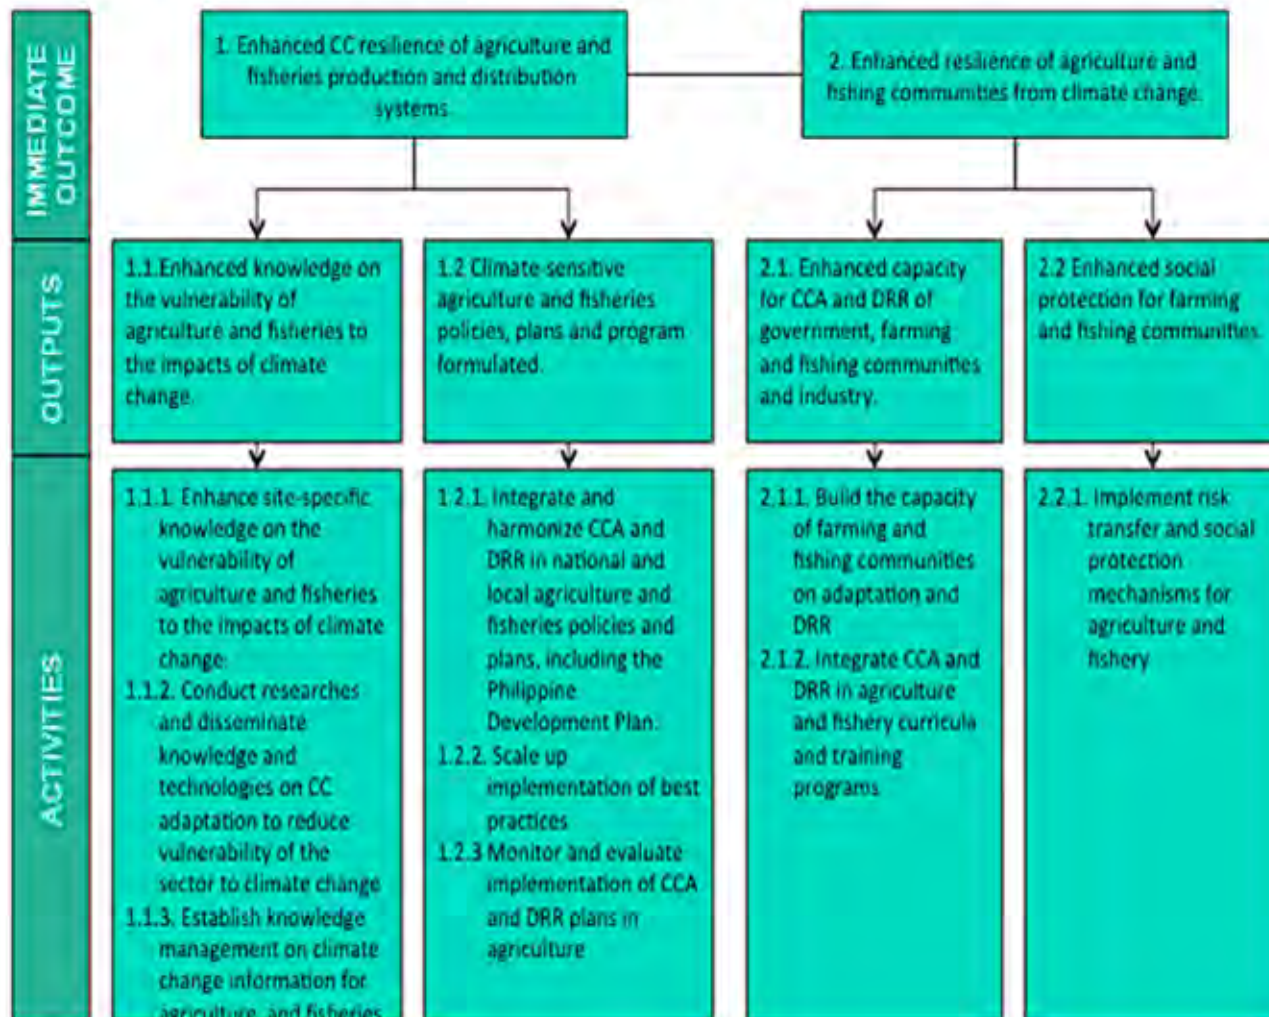 IMMEDIATE
OUTCOME
1. Enhanced CC resilience of agriculture and
fisheries production and distribution
systems.
2. Enhanced resilience of agriculture and
fishing communities from climate change.
OUTPUTS
1.1.Enhanced knowledge on
the vulnerability of
agriculture and fisheries to
the impacts of climate
change.
1.2 Climate-sensitive
agriculture and fisheries
policies, plans and program
formulated.
2.1. Enhanced capacity
for CCA and DRR of
government, farming
and fishing communities
and industry.
2.2 Enhanced social
protection for farming
and fishing communities.
ACTIVITIES
1.1.1. Enhance site-specific
knowledge on the
vulnerability of
agriculture and fisheries
to the impacts of climate
change.
1.1.2. Conduct researches
and disseminate
knowledge and
technologies on CC
adaptation to reduce
vulnerability of the
sector to climate change
1.1.3. Establish knowledge
management on climate
change information for
agriculture, and fisheries
1.2.1. Integrate and
harmonize CCA and
DRR in national and
local agriculture and
fisheries policies and
plans, including the
Philippine
Development Plan.
1.2.2. Scale up
implementation of best
practices
1.2.3 Monitor and evaluate
implementation of CCA
and DRR plans in
agriculture
2.1.1. Build the capacity
of farming and
fishing communities
on adaptation and
DRR
2.1.2. Integrate CCA and
DRR in agriculture
and fishery curricula
and training
programs
2.2.1. Implement risk
transfer and social
protection
mechanisms for
agriculture and
fishery